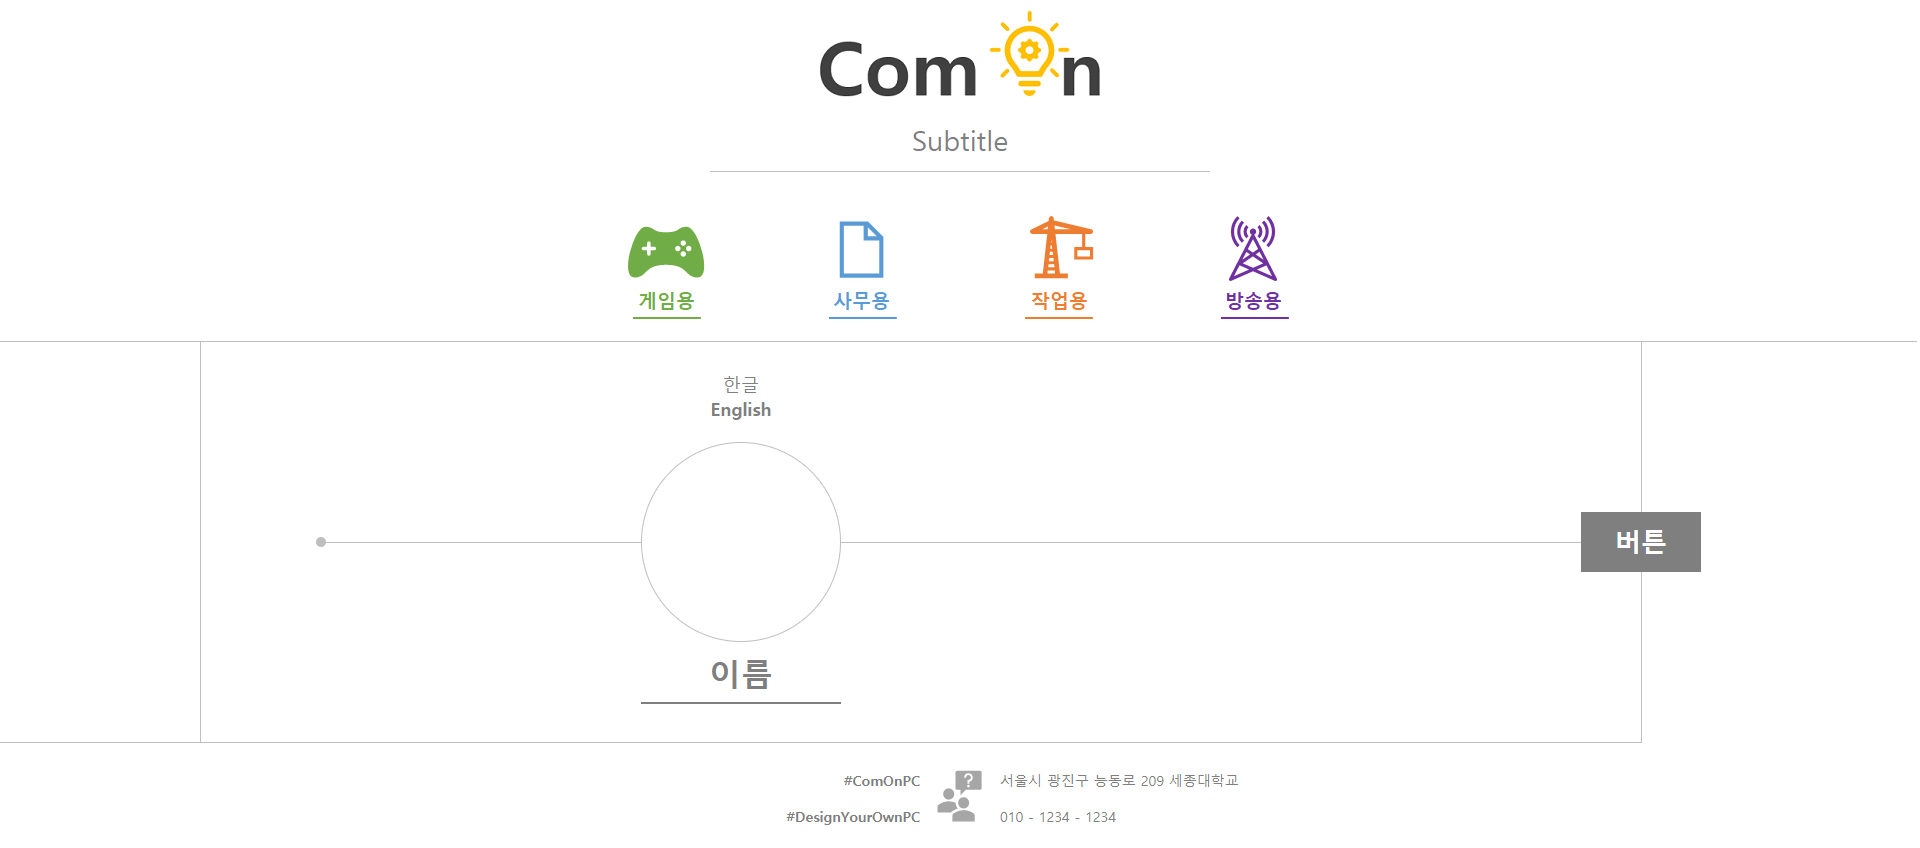 Com n
Subtitle
게임용
사무용
작업용
방송용
한글
English
버튼
이름
#ComOnPC
서울시 광진구 능동로 209 세종대학교
#DesignYourOwnPC
010 - 1234 - 1234